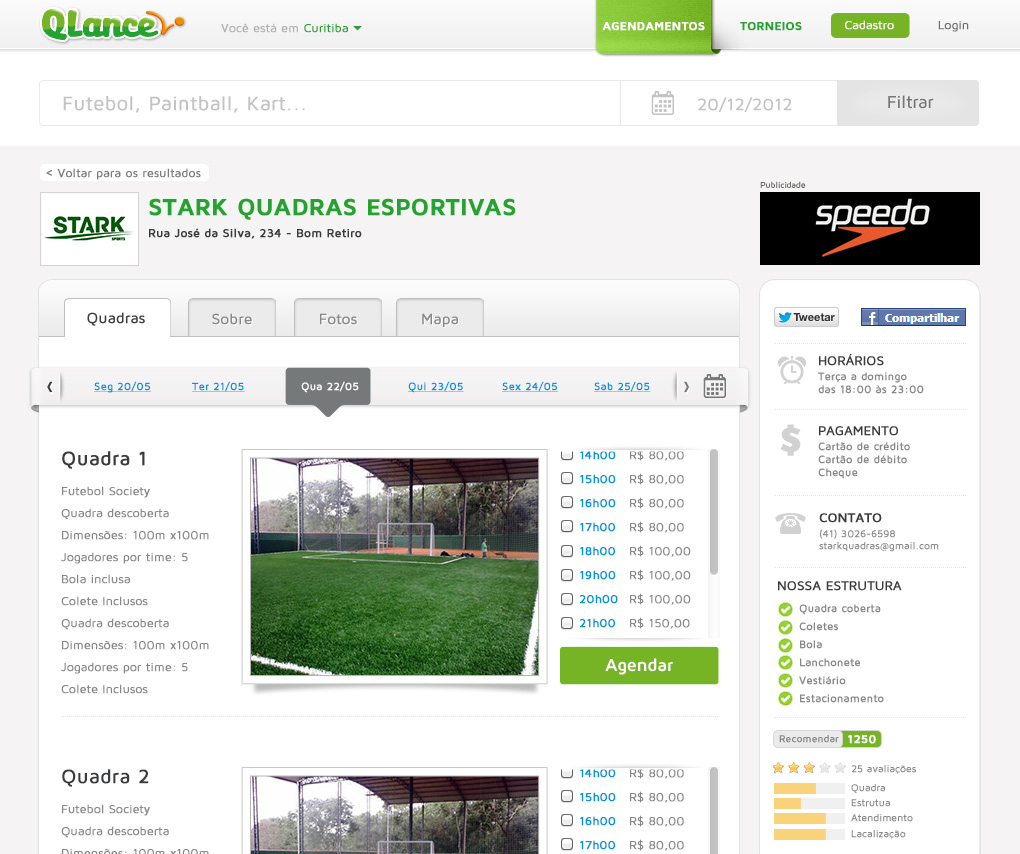 QLance
Você está em Curitiba
AGENDAMENTOS
TORNEIOS
Cadastro
Login
Futebol, Paintball, Kart...
20/12/2012
Filtrar
< Voltar para os resultados
STARK
SPORTS
STARK QUADRAS ESPORTIVAS
Rua José da Silva, 234 - Bom Retiro
Publicidade
speedo
Quadras
Sobre
Fotos
Mapa
Seg 20/05
Ter 21/05
Qua 22/05
Qui 23/05
Sex 24/05
Sab 25/05
Quadra 1
Futebol Society
Quadra descoberta
Dimensões: 100m x100m
Jogadores por time: 5
Bola inclusa
Colete Inclusos
Quadra descoberta
Dimensões: 100m x100m
Jogadores por time: 5
Colete Inclusos
14h00 R$ 80,00
15h00 R$ 80,00
16h00 R$ 80,00
17h00 R$ 80,00
18h00 R$ 100,00
19h00 R$ 100,00
20h00 R$ 100,00
21h00 R$ 150,00
Agendar
Quadra 2
Futebol Society
Quadra descoberta
Dimensões: 100m x100m
14h00 R$ 80,00
15h00 R$ 80,00
16h00 R$ 80,00
17h00 R$ 80,00
Tweetar
f Compartilhar
HORÁRIOS
Terça a domingo
das 18:00 às 23:00
PAGAMENTO
Cartão de crédito
Cartão de débito
Cheque
CONTATO
(41) 3026-6598
starkquadras@gmail.com
NOSSA ESTRUTURA
Quadra coberta
Coletes
Bola
Lanchonete
Vestiário
Estacionamento
Recomendar 1250
25 avaliações
Quadra
Estrutua
Atendimento
Lacalização